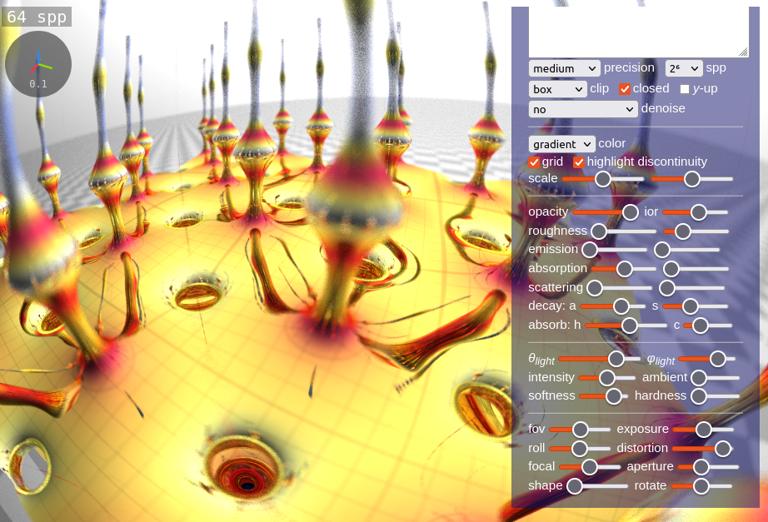 64 spp
0.1
medium precision 2⁶ spp
box clip closed y-up
no denoise
gradient color
grid highlight discontinuity
scale
opacity ior
roughness
emission
absorption
scattering
decay: a s
absorb: h c
θlight φlight
intensity ambient
softness hardness
fov exposure
roll distortion
focal aperture
shape rotate